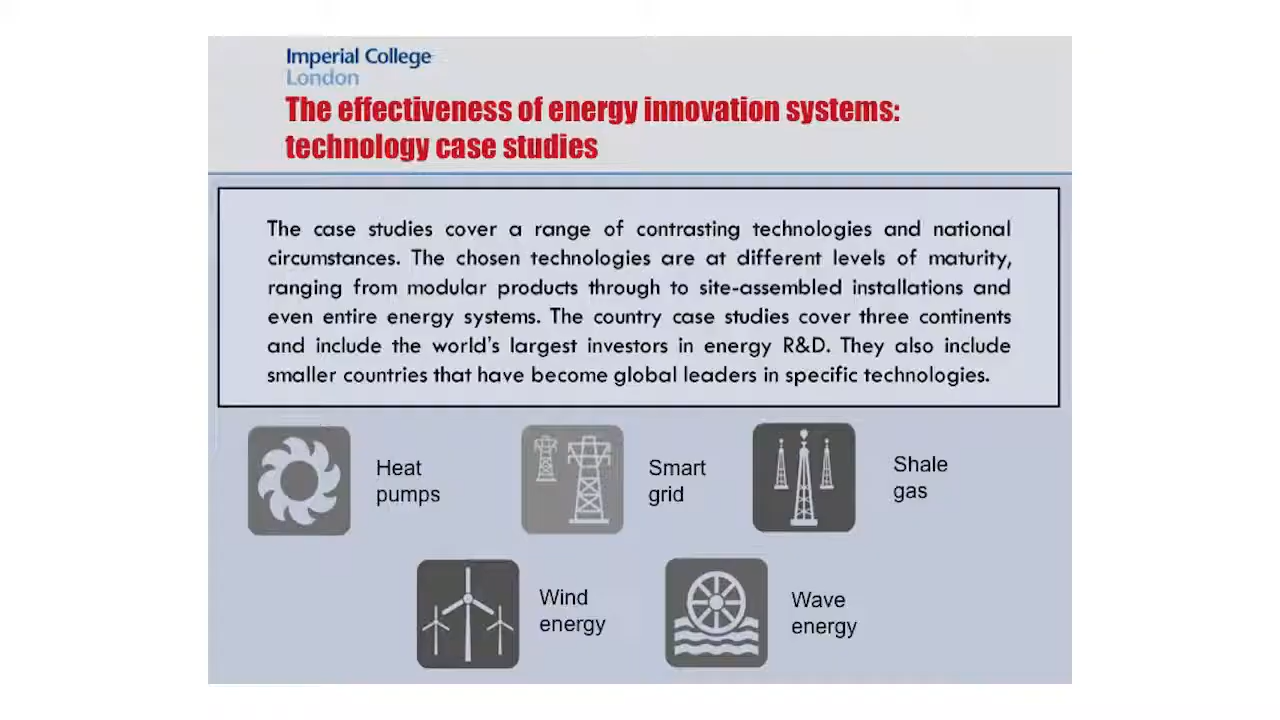 Imperial College
London
The effectiveness of energy innovation systems:
technology case studies
The case studies cover a range of contrasting technologies and national
circumstances. The chosen technologies are at different levels of maturity,
ranging from modular products through to site-assembled installations and
even entire energy systems. The country case studies cover three continents
and include the world's largest investors in energy R&D. They also include
smaller countries that have become global leaders in specific technologies.
Heat
pumps
Smart
grid
Shale
gas
Wind
energy
Wave
energy